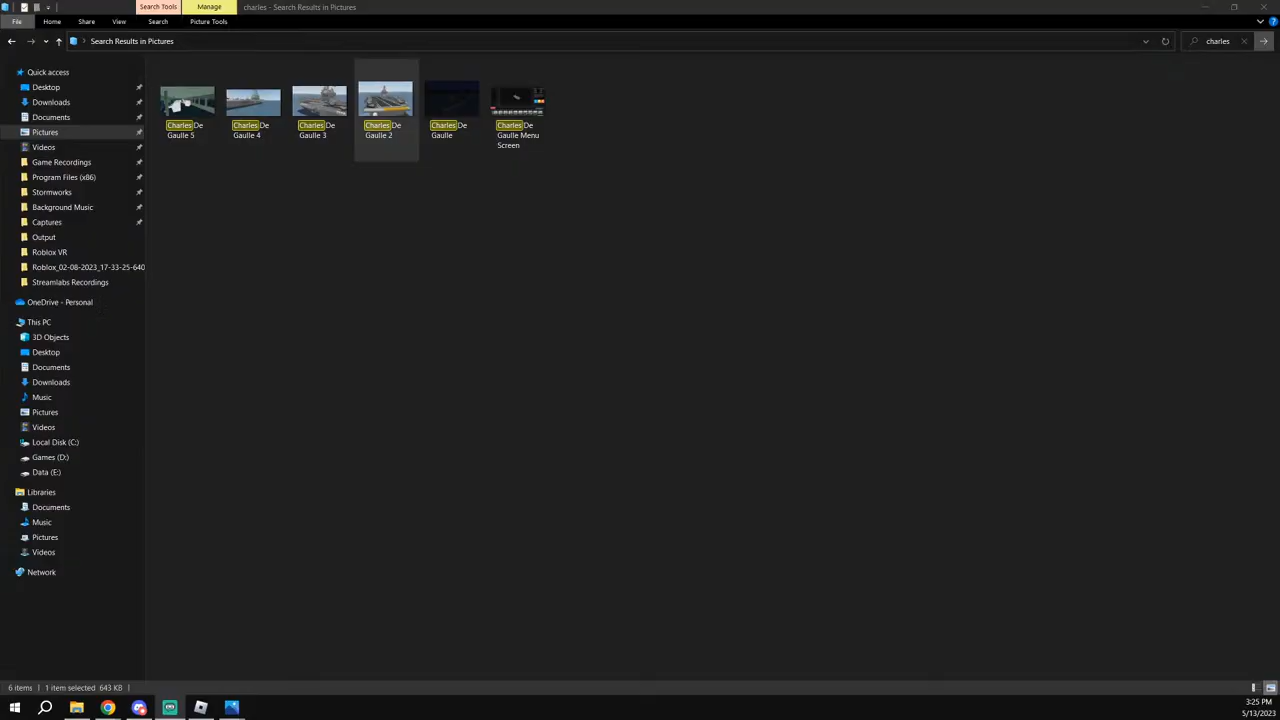 Search Tools
Manage
charles - Search Results in Pictures
File
Home
Share
View
Search
Picture Tools
Search Results in Pictures
charles
Quick access
Desktop
Downloads
Documents
Pictures
Videos
Game Recordings
Program Files (x86)
Stormworks
Background Music
Captures
Output
Roblox VR
Roblox_02-08-2023_17-33-25-640
Streamlabs Recordings
OneDrive - Personal
This PC
3D Objects
Desktop
Documents
Downloads
Music
Pictures
Videos
Local Disk (C:)
Games (D:)
Data (E:)
Libraries
Documents
Music
Pictures
Videos
Network
Charles De
Gaulle 5
Charles De
Gaulle 4
Charles De
Gaulle 3
Charles De
Gaulle 2
Charles De
Gaulle
Charles De
Gaulle Menu
Screen
6 items
1 item selected 643 KB
3:25 PM
5/13/2023